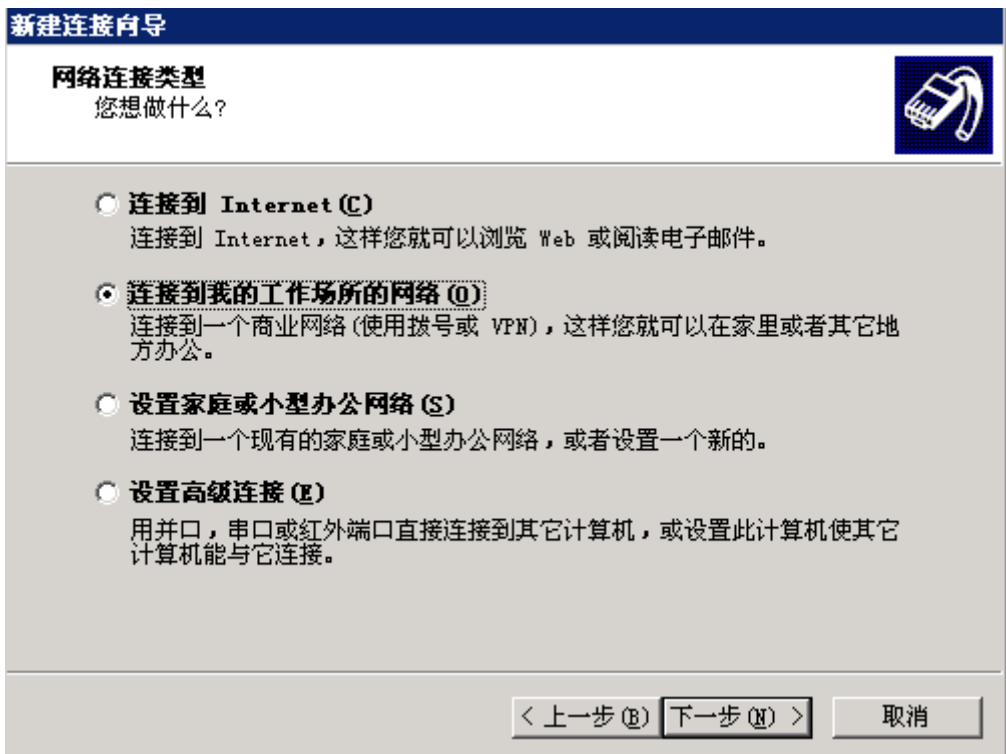 新建连接向导
网络连接类型
您想做什么?
连接到 Internet(C)
连接到 Internet，这样您就可以浏览 Web 或阅读电子邮件。
连接到我的工作场所的网络(O)
连接到一个商业网络(使用拨号或 VPN)，这样您就可以在家里或者其它地
方办公。
设置家庭或小型办公网络(S)
连接到一个现有的家庭或小型办公网络，或者设置一个新的。
设置高级连接(E)
用并口，串口或红外端口直接连接到其它计算机，或设置此计算机使其它
计算机能与它连接。
< 上一步(B) 下一步(N) > 取消